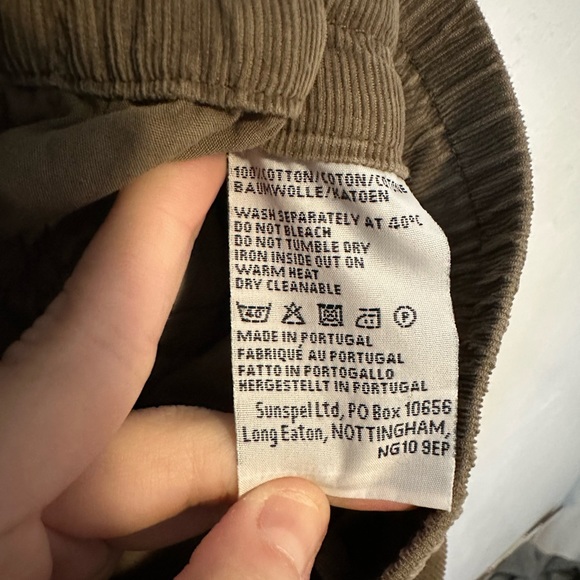 100% COTTON/COTON/COTONE
BAUMWOLLE/KATOEN
WASH SEPARATELY AT 40°C
DO NOT BLEACH
DO NOT TUMBLE DRY
IRON INSIDE OUT ON
WARM HEAT
DRY CLEANABLE
40 P
MADE IN PORTUGAL
FABRIQUÉ AU PORTUGAL
FATTO IN PORTOGALLO
HERGESTELLT IN PORTUGAL
Sunspel Ltd, PO Box 10656
Long Eaton, NOTTINGHAM,
NG10 9EP